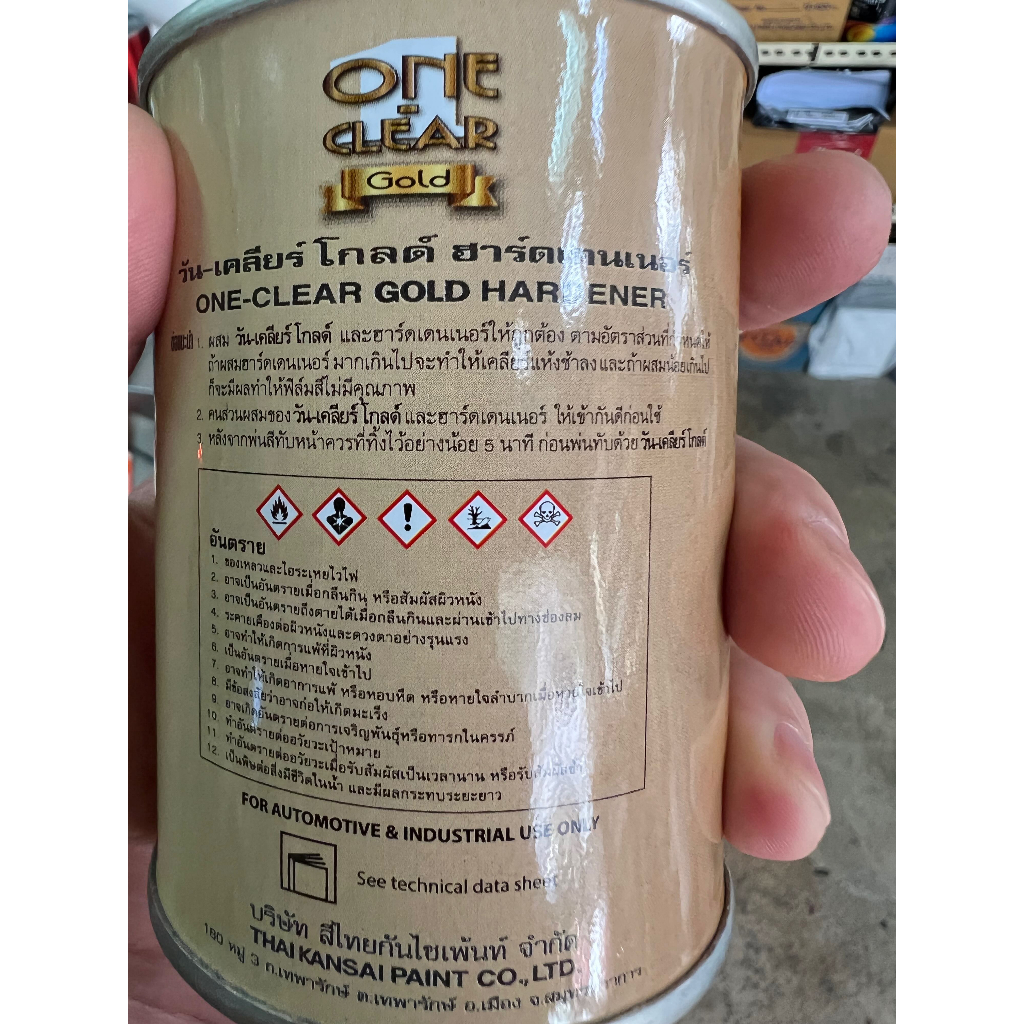 ONE
CLEAR
Gold
วัน-เคลียร์ โกลด์ ฮาร์ดเดนเนอร์
ONE-CLEAR GOLD HARDENER
1. ผสม วัน-เคลียร์ โกลด์ และฮาร์ดเดนเนอร์ให้ถูกต้อง ตามอัตราส่วนที่กำหนดให้
ถ้าผสมฮาร์ดเดนเนอร์ มากเกินไปจะทำให้เคลียร์แห้งช้าลง และถ้าผสมน้อยเกินไป
ก็จะมีผลทำให้ฟิล์มสีไม่มีคุณภาพ
2. คนส่วนผสมของ วัน-เคลียร์ โกลด์ และฮาร์ดเดนเนอร์ ให้เข้ากันดีก่อนใช้
3. หลังจากพ่นสีทับหน้าควรที่ทิ้งไว้อย่างน้อย 5 นาที ก่อนพ่นทับด้วย วัน-เคลียร์ โกลด์
อันตราย
1. ของเหลวและไอระเหยไวไฟ
2. อาจเป็นอันตรายเมื่อกลืนกิน หรือสัมผัสผิวหนัง
3. อาจเป็นอันตรายถึงตายได้เมื่อกลืนกินและผ่านเข้าไปทางช่องลม
4. ระคายเคืองต่อผิวหนังและดวงตาอย่างรุนแรง
5. อาจทำให้เกิดการแพ้ที่ผิวหนัง
6. เป็นอันตรายเมื่อหายใจเข้าไป
7. อาจทำให้เกิดอาการแพ้ หรือหอบหืด หรือหายใจลำบากเมื่อหายใจเข้าไป
8. มีข้อสงสัยว่าอาจก่อให้เกิดมะเร็ง
9. อาจเกิดอันตรายต่อการเจริญพันธุ์หรือทารกในครรภ์
10. ทำอันตรายต่ออวัยวะเป้าหมาย
11. ทำอันตรายต่ออวัยวะเมื่อรับสัมผัสเป็นเวลานาน หรือรับสัมผัสซ้ำ
12. เป็นพิษต่อสิ่งมีชีวิตในน้ำ และมีผลกระทบระยะยาว
FOR AUTOMOTIVE & INDUSTRIAL USE ONLY
See technical data sheet
บริษัท สีไทยกันไซเพ้นท์ จำกัด
THAI KANSAI PAINT CO., LTD.
180 หมู่ 3 ถ.เทพารักษ์ ต.เทพารักษ์ อ.เมือง จ.สมุทรปราการ